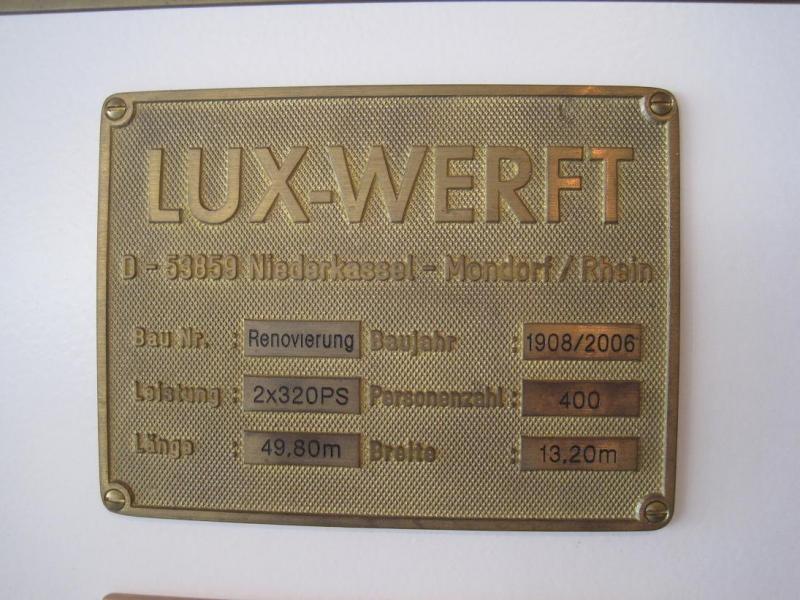 LUX-WERFT
D - 53859 Niederkassel - Mondorf / Rhein
Bau Nr. : Renovierung Baujahr : 1908/2006
Leistung : 2x320PS Personenzahl : 400
Länge : 49,80m Breite : 13,20m